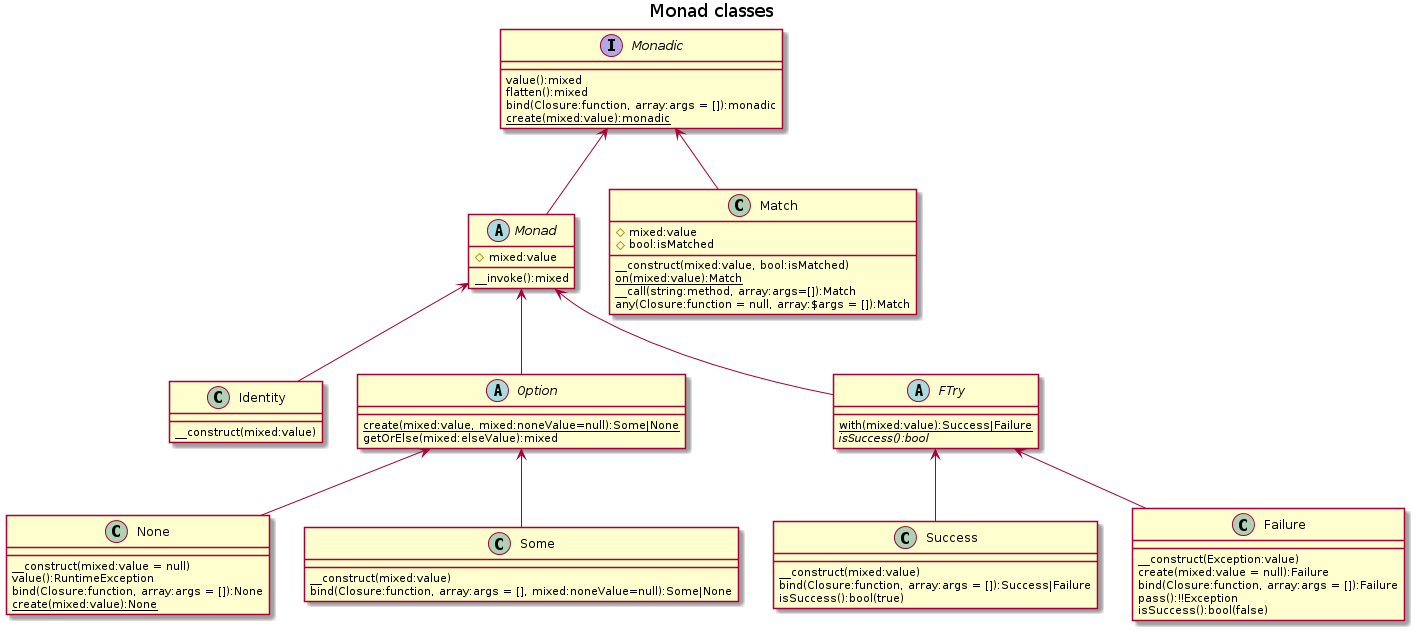 Monad classes
I Monadic
value():mixed
flatten():mixed
bind(Closure:function, array:args = []):monadic
create(mixed:value):monadic
A Monad
mixed:value
__invoke():mixed
C Match
mixed:value
bool:isMatched
__construct(mixed:value, bool:isMatched)
on(mixed:value):Match
__call(string:method, array:args=[]):Match
any(Closure:function = null, array:$args = []):Match
C Identity
__construct(mixed:value)
A Option
create(mixed:value, mixed:noneValue=null):Some|None
getOrElse(mixed:elseValue):mixed
A FTry
with(mixed:value):Success|Failure
isSuccess():bool
C None
__construct(mixed:value = null)
value():RuntimeException
bind(Closure:function, array:args = []):None
create(mixed:value):None
C Some
__construct(mixed:value)
bind(Closure:function, array:args = [], mixed:noneValue=null):Some|None
C Success
__construct(mixed:value)
bind(Closure:function, array:args = []):Success|Failure
isSuccess():bool(true)
C Failure
__construct(Exception:value)
create(mixed:value = null):Failure
bind(Closure:function, array:args = []):Failure
pass():!!Exception
isSuccess():bool(false)